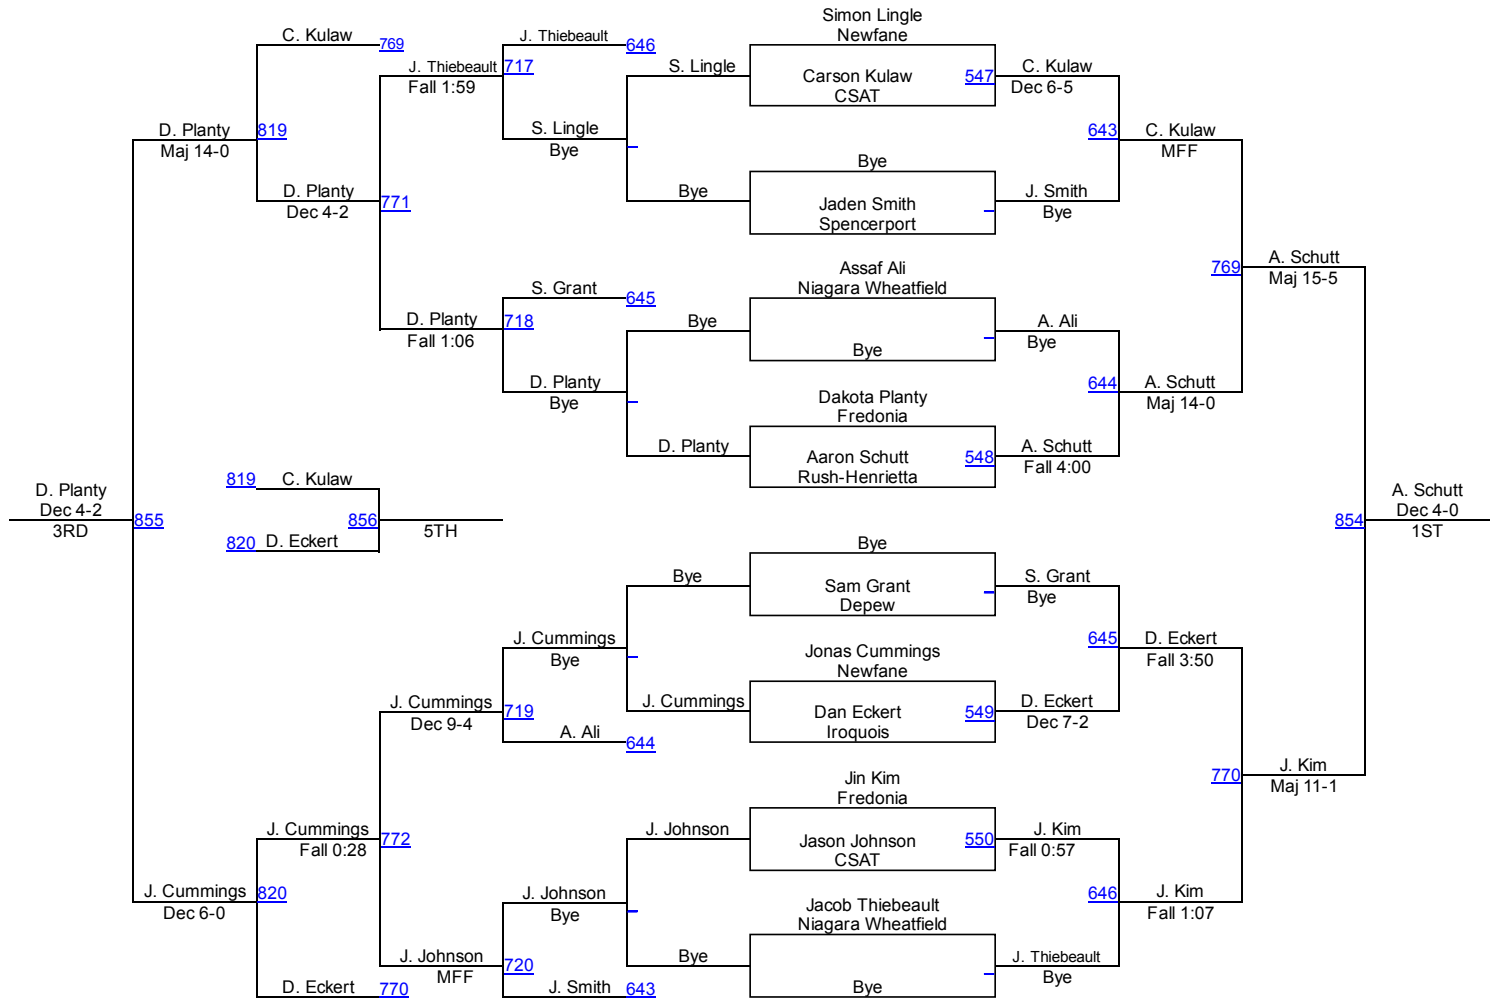 Simon Lingle
Newfane
C. Kulaw
769
J. Thiebeault
646
J. Thiebeault
717
Fall 1:59
S. Lingle
Carson Kulaw
CSAT
547
C. Kulaw
Dec 6-5
D. Planty
819
Maj 14-0
S. Lingle
Bye
643
C. Kulaw
MFF
Bye
D. Planty
Dec 4-2
771
Bye
Jaden Smith
Spencerport
J. Smith
Bye
Assaf Ali
Niagara Wheatfield
769
A. Schutt
Maj 15-5
S. Grant
645
D. Planty
718
Fall 1:06
Bye
Bye
A. Ali
Bye
D. Planty
Bye
644
A. Schutt
Maj 14-0
Dakota Planty
Fredonia
D. Planty
Aaron Schutt
Rush-Henrietta
548
A. Schutt
Fall 4:00
819
C. Kulaw
D. Planty
Dec 4-2
3RD
855
856
5TH
820
D. Eckert
854
A. Schutt
Dec 4-0
1ST
Bye
Bye
Sam Grant
Depew
S. Grant
Bye
J. Cummings
Bye
645
D. Eckert
Fall 3:50
Jonas Cummings
Newfane
J. Cummings
Dec 9-4
719
J. Cummings
Dan Eckert
Iroquois
549
D. Eckert
Dec 7-2
A. Ali
644
770
J. Kim
Maj 11-1
Jin Kim
Fredonia
J. Cummings
Fall 0:28
772
J. Johnson
Jason Johnson
CSAT
550
J. Kim
Fall 0:57
J. Cummings
820
Dec 6-0
J. Johnson
Bye
646
J. Kim
Fall 1:07
Jacob Thiebeault
Niagara Wheatfield
J. Johnson
MFF
720
Bye
Bye
J. Thiebeault
Bye
D. Eckert
770
J. Smith
643